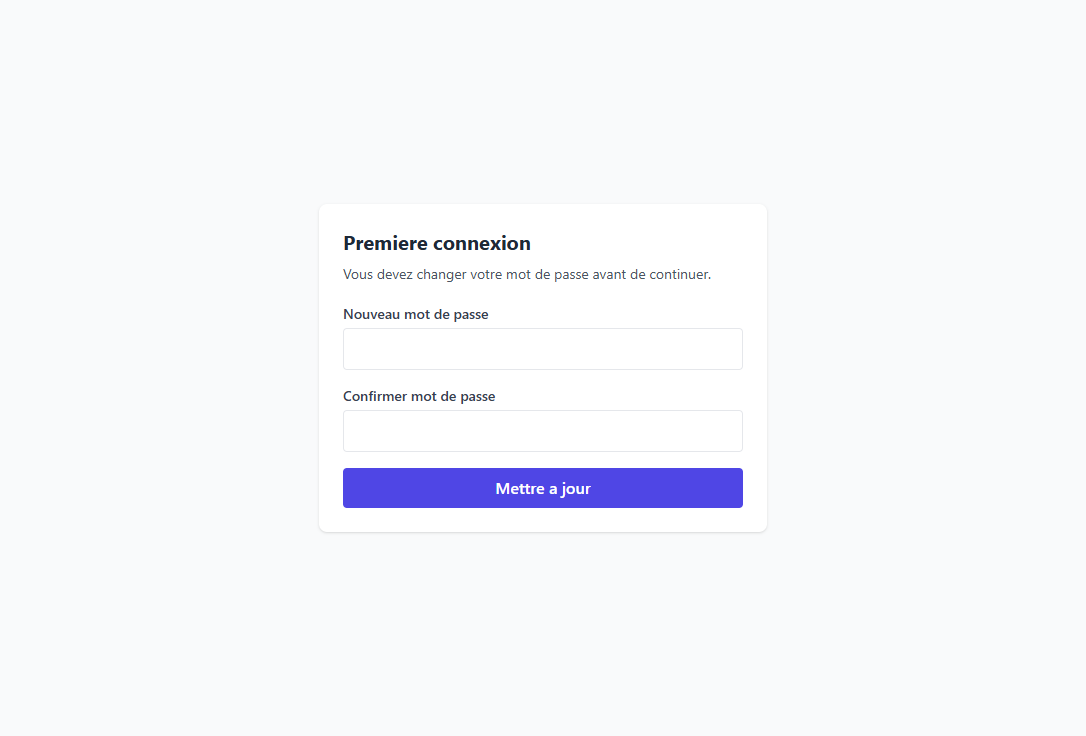 Premiere connexion
Vous devez changer votre mot de passe avant de continuer.
Nouveau mot de passe
Confirmer mot de passe
Mettre a jour